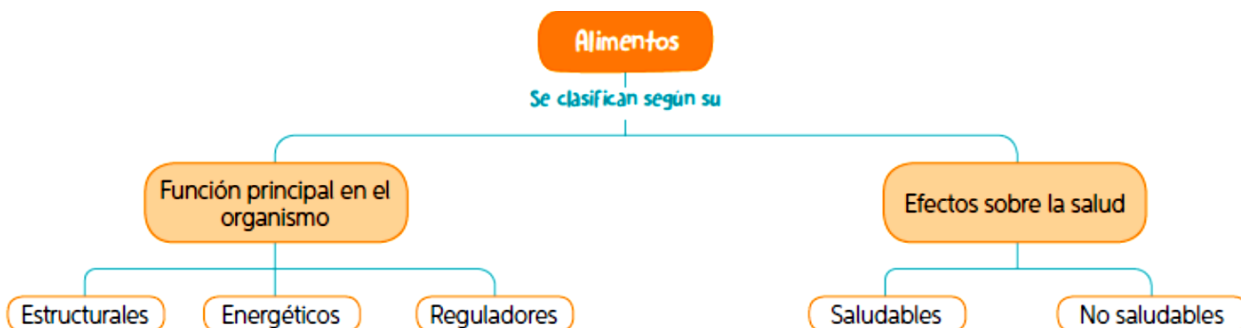 Alimentos
Se clasifican según su
Función principal en el
organismo
Efectos sobre la salud
Estructurales
Energéticos
Reguladores
Saludables
No saludables